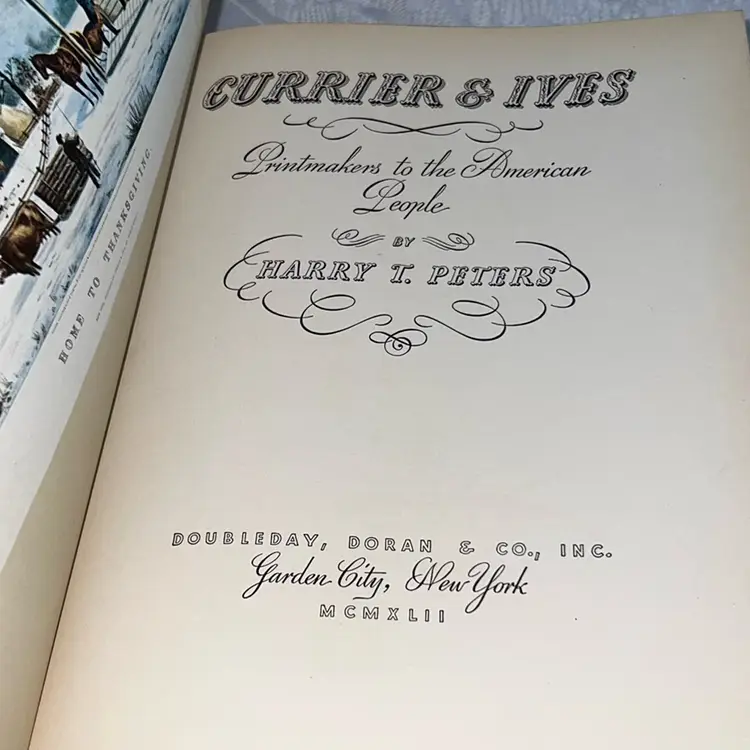 HOME TO THANKSGIVING.
CURRIER & IVES
Printmakers to the American
People
BY
HARRY T. PETERS
DOUBLEDAY, DORAN & CO., INC.
Garden City, New York
MCMXLII